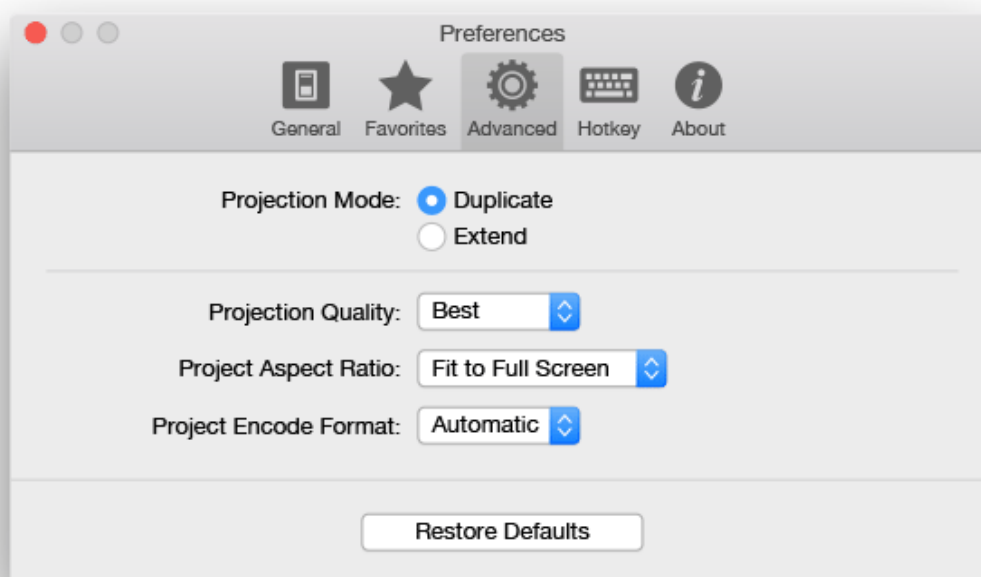 Preferences
General Favorites Advanced Hotkey About
Projection Mode: Duplicate
Extend
Projection Quality: Best
Project Aspect Ratio: Fit to Full Screen
Project Encode Format: Automatic
Restore Defaults